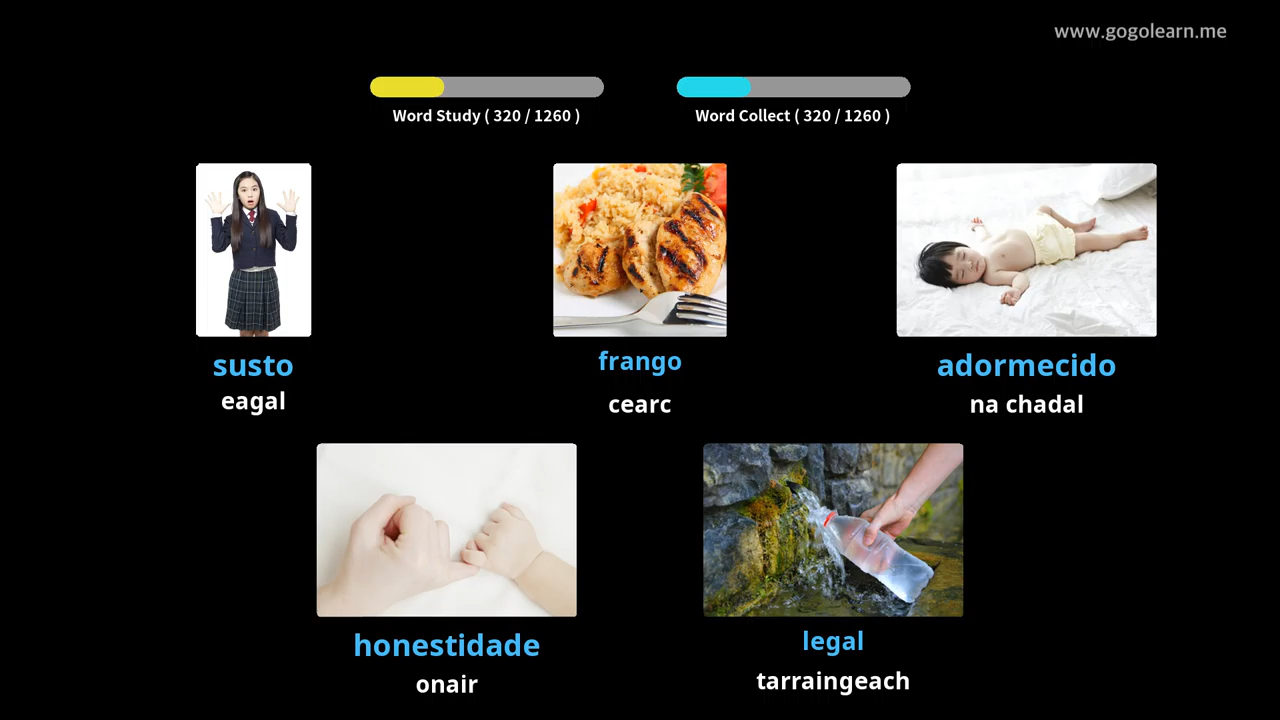 www.gogolearn.me
Word Study ( 320 / 1260 )
Word Collect ( 320 / 1260 )
susto
eagal
frango
cearc
adormecido
na chadal
honestidade
onair
legal
tarraingeach